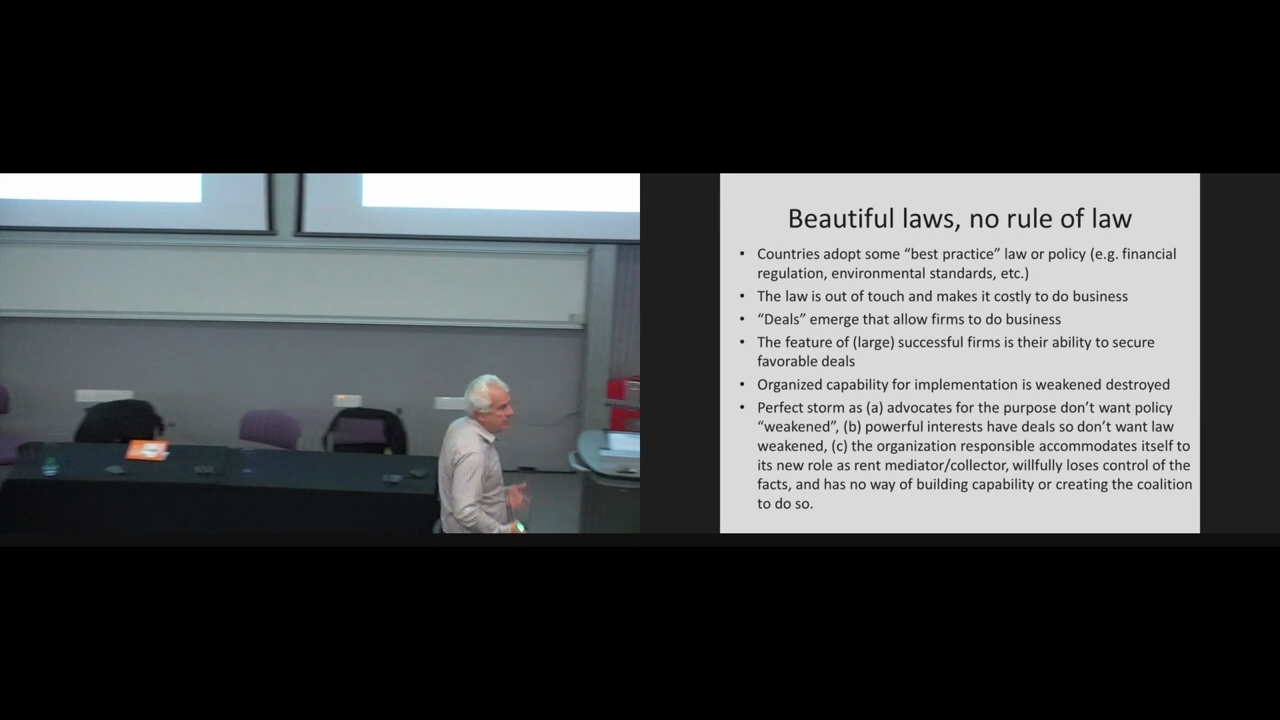 Beautiful laws, no rule of law
• Countries adopt some “best practice” law or policy (e.g. financial
regulation, environmental standards, etc.)
• The law is out of touch and makes it costly to do business
• “Deals” emerge that allow firms to do business
• The feature of (large) successful firms is their ability to secure
favorable deals
• Organized capability for implementation is weakened destroyed
• Perfect storm as (a) advocates for the purpose don’t want policy
“weakened”, (b) powerful interests have deals so don’t want law
weakened, (c) the organization responsible accommodates itself to
its new role as rent mediator/collector, willfully loses control of the
facts, and has no way of building capability or creating the coalition
to do so.